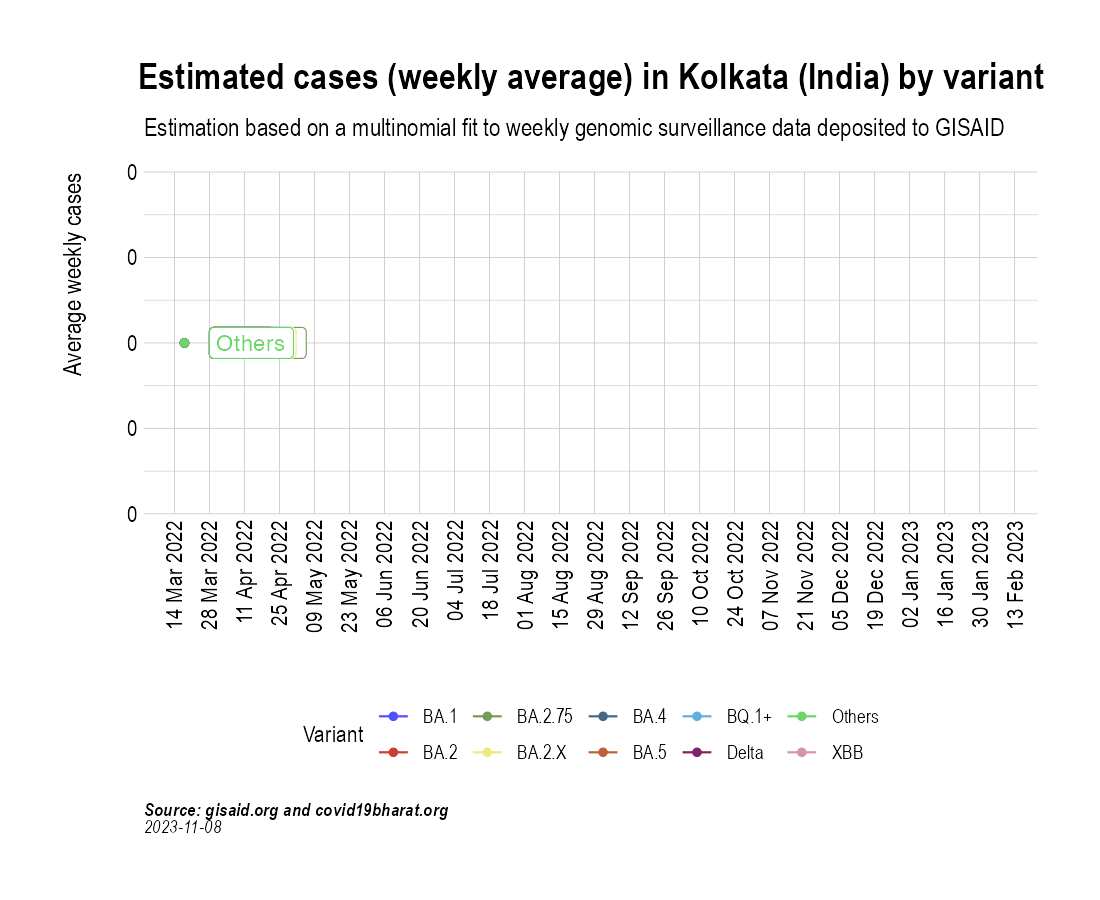 Estimated cases (weekly average) in Kolkata (India) by variant
Estimation based on a multinomial fit to weekly genomic surveillance data deposited to GISAID
Average weekly cases
0
0
0
0
0
Others
14 Mar 2022
28 Mar 2022
11 Apr 2022
25 Apr 2022
09 May 2022
23 May 2022
06 Jun 2022
20 Jun 2022
04 Jul 2022
18 Jul 2022
01 Aug 2022
15 Aug 2022
29 Aug 2022
12 Sep 2022
26 Sep 2022
10 Oct 2022
24 Oct 2022
07 Nov 2022
21 Nov 2022
05 Dec 2022
19 Dec 2022
02 Jan 2023
16 Jan 2023
30 Jan 2023
13 Feb 2023
Variant
BA.1 BA.2.75 BA.4 BQ.1+ Others
BA.2 BA.2.X BA.5 Delta XBB
Source: gisaid.org and covid19bharat.org
2023-11-08